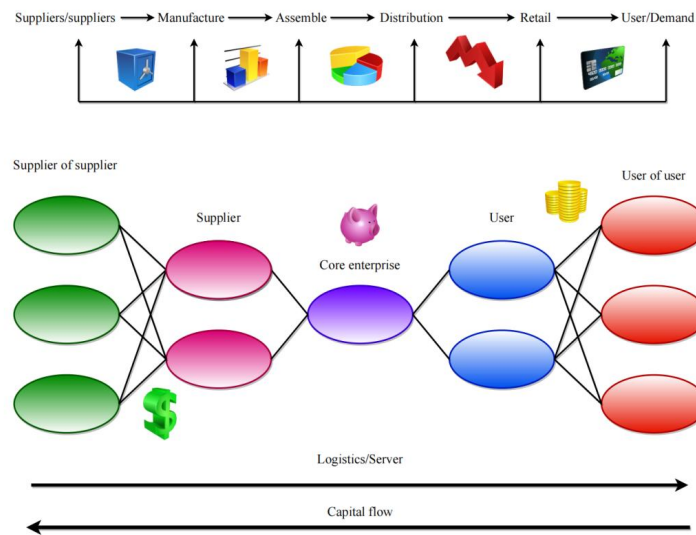 Suppliers/suppliers Manufacture Assemble Distribution Retail User/Demand
Supplier of supplier
Supplier
Core enterprise
User
User of user
Logistics/Server
Capital flow